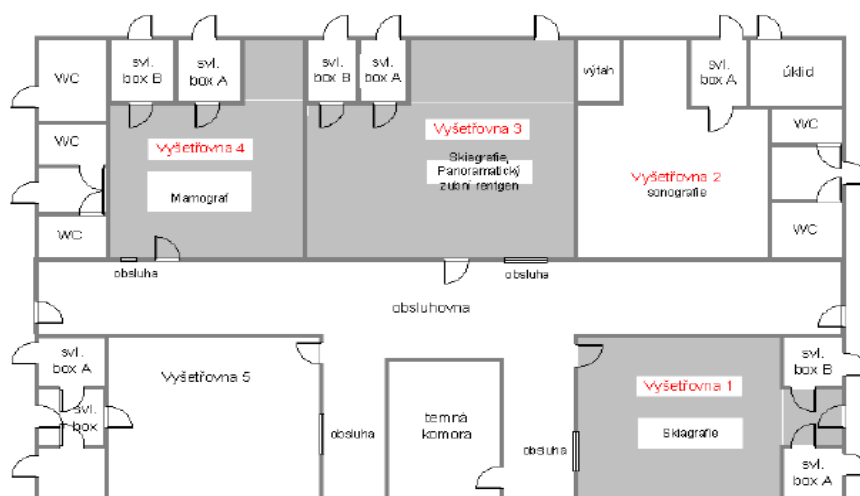 svl.
box B
svl.
box A
svl.
box B
svl.
box A
výtah
svl.
box A
úklid
WC
WC
WC
Vyšetřovna 4
Mamograf
Vyšetřovna 3
Skiagrafie,
Panoramatický
zubní rentgen
Vyšetřovna 2
sonografie
WC
WC
obsluha
obsluha
obsluhovna
svl.
box A
svl.
box
Vyšetřovna 5
obsluha
temná
komora
obsluha
Vyšetřovna 1
Skiagrafie
svl.
box B
svl.
box A